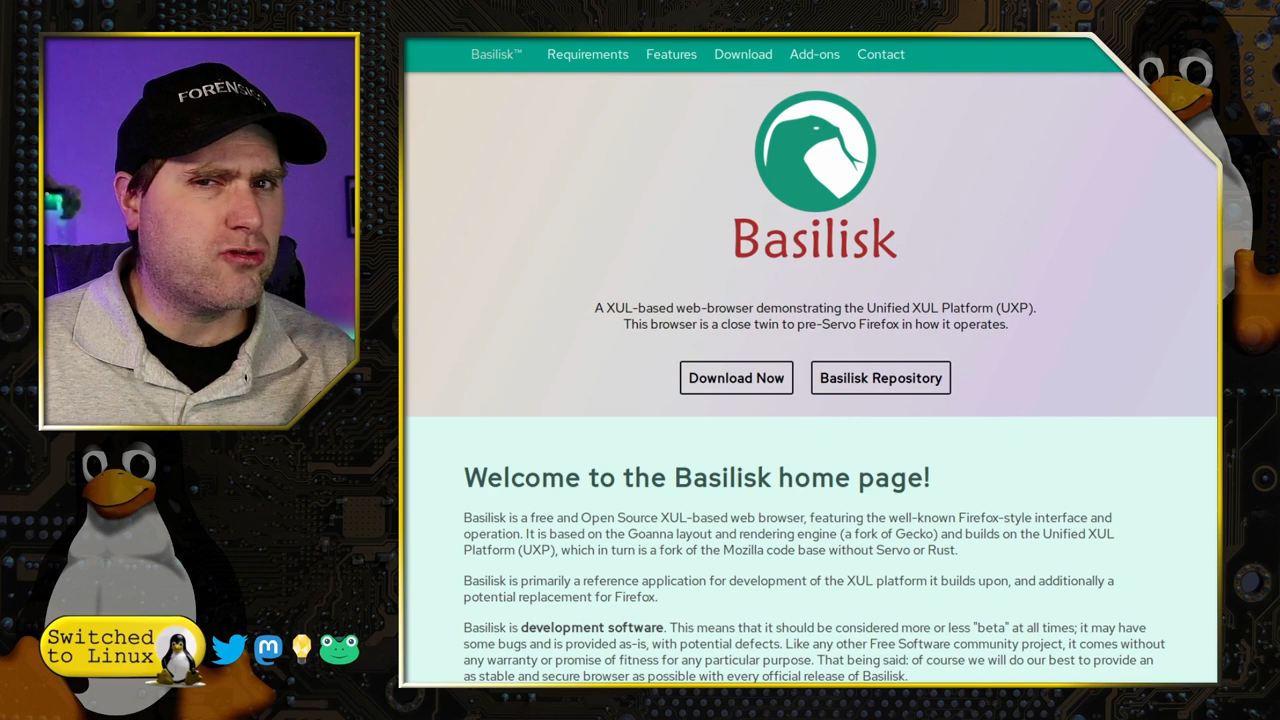 FORENSIC
Basilisk™ Requirements Features Download Add-ons Contact
Basilisk
A XUL-based web-browser demonstrating the Unified XUL Platform (UXP).
This browser is a close twin to pre-Servo Firefox in how it operates.
Download Now Basilisk Repository
Welcome to the Basilisk home page!
Basilisk is a free and Open Source XUL-based web browser, featuring the well-known Firefox-style interface and
operation. It is based on the Goanna layout and rendering engine (a fork of Gecko) and builds on the Unified XUL
Platform (UXP), which in turn is a fork of the Mozilla code base without Servo or Rust.
Basilisk is primarily a reference application for development of the XUL platform it builds upon, and additionally a
potential replacement for Firefox.
Basilisk is development software. This means that it should be considered more or less "beta" at all times; it may have
some bugs and is provided as-is, with potential defects. Like any other Free Software community project, it comes without
any warranty or promise of fitness for any particular purpose. That being said: of course we will do our best to provide an
as stable and secure browser as possible with every official release of Basilisk.
Switched
to Linux